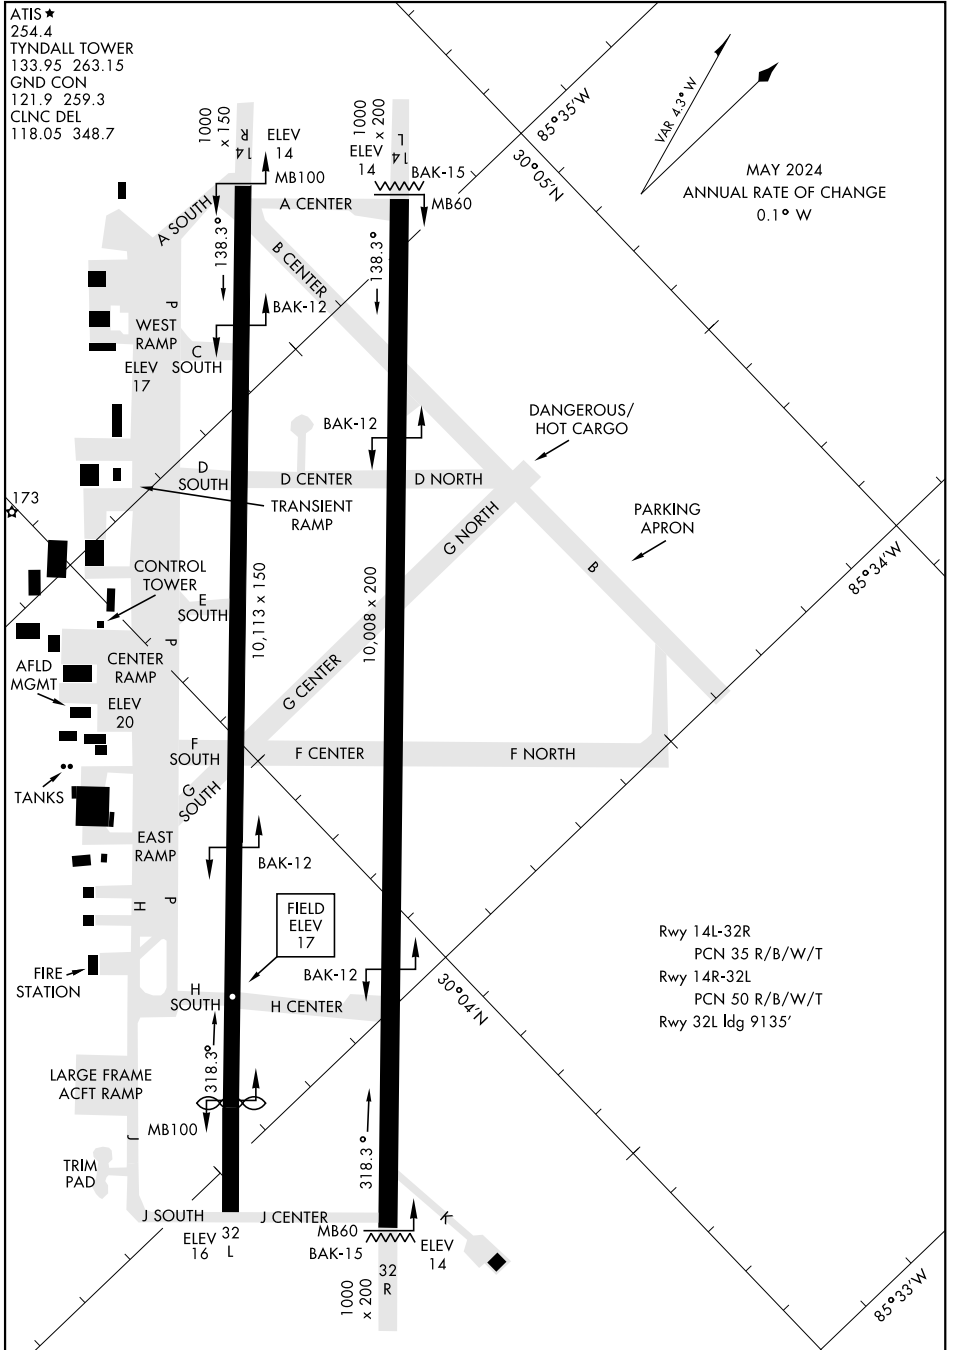 ATIS ★
254.4
TYNDALL TOWER
133.95 263.15
GND CON
121.9 259.3
CLNC DEL
118.05 348.7
1000
x 150
14
R
ELEV
14
MB100
1000
x 200
14
L
ELEV
14
BAK-15
MB60
85°35'W
30°05'N
VAR 4.3° W
MAY 2024
ANNUAL RATE OF CHANGE
0.1° W
A SOUTH
A CENTER
138.3°
138.3°
B CENTER
P
WEST
RAMP
ELEV
17
C
SOUTH
BAK-12
BAK-12
DANGEROUS/
HOT CARGO
D
SOUTH
D CENTER
D NORTH
TRANSIENT
RAMP
173
G NORTH
PARKING
APRON
B
85°34'W
CONTROL
TOWER
E
SOUTH
10,113 x 150
10,008 x 200
P
CENTER
RAMP
AFLD
MGMT
ELEV
20
G CENTER
F
SOUTH
F CENTER
F NORTH
TANKS
G
SOUTH
EAST
RAMP
BAK-12
H
P
FIELD
ELEV
17
Rwy 14L-32R
PCN 35 R/B/W/T
Rwy 14R-32L
PCN 50 R/B/W/T
Rwy 32L ldg 9135'
FIRE
STATION
BAK-12
30°04'N
H
SOUTH
H CENTER
318.3°
LARGE FRAME
ACFT RAMP
MB100
J
318.3°
TRIM
PAD
J SOUTH
J CENTER
K
ELEV
16
32
L
MB60
BAK-15
ELEV
14
32
R
1000
x 200
85°33'W